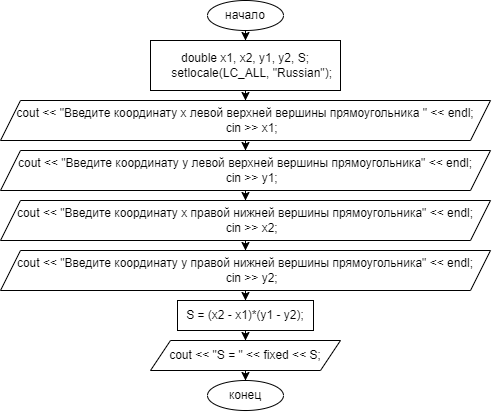 начало
double x1, x2, y1, y2, S;
setlocale(LC_ALL, "Russian");
cout << "Введите координату x левой верхней вершины прямоугольника " << endl;
cin >> x1;
cout << "Введите координату y левой верхней вершины прямоугольника" << endl;
cin >> y1;
cout << "Введите координату x правой нижней вершины прямоугольника" << endl;
cin >> x2;
cout << "Введите координату y правой нижней вершины прямоугольника" << endl;
cin >> y2;
S = (x2 - x1)*(y1 - y2);
cout << "S = " << fixed << S;
конец